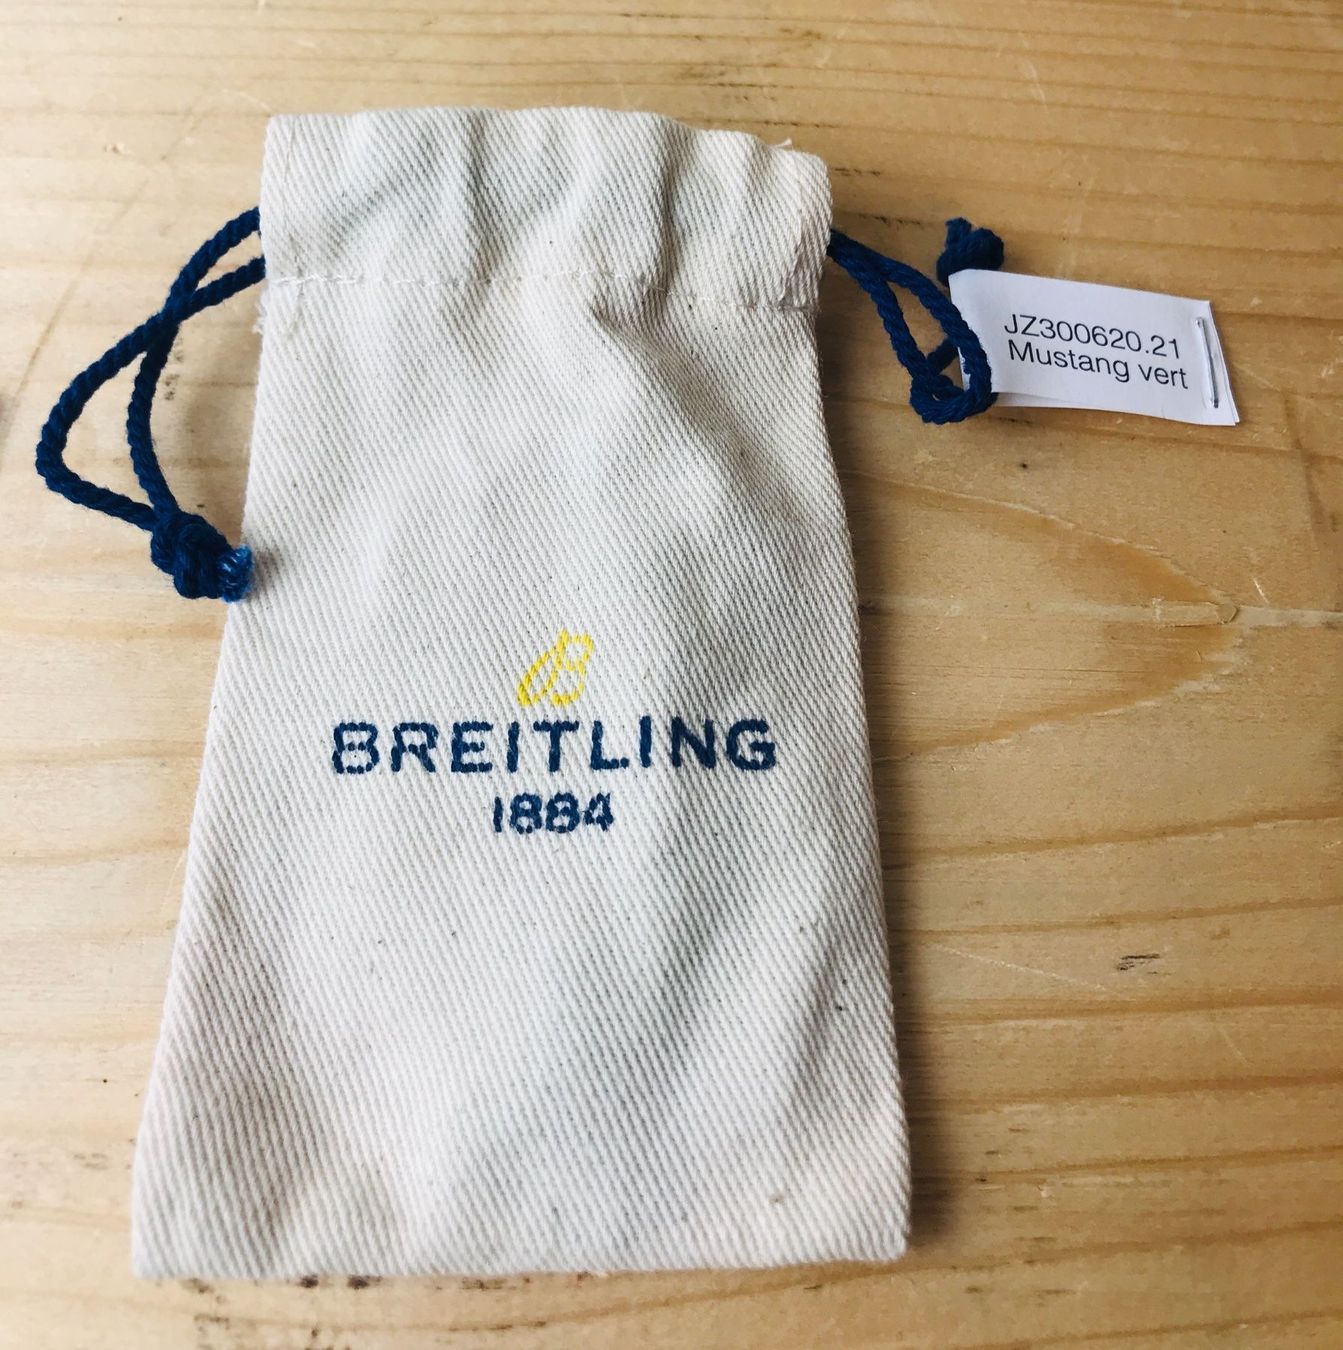 B
BREITLING
1884
JZ300620.21
Mustang vert